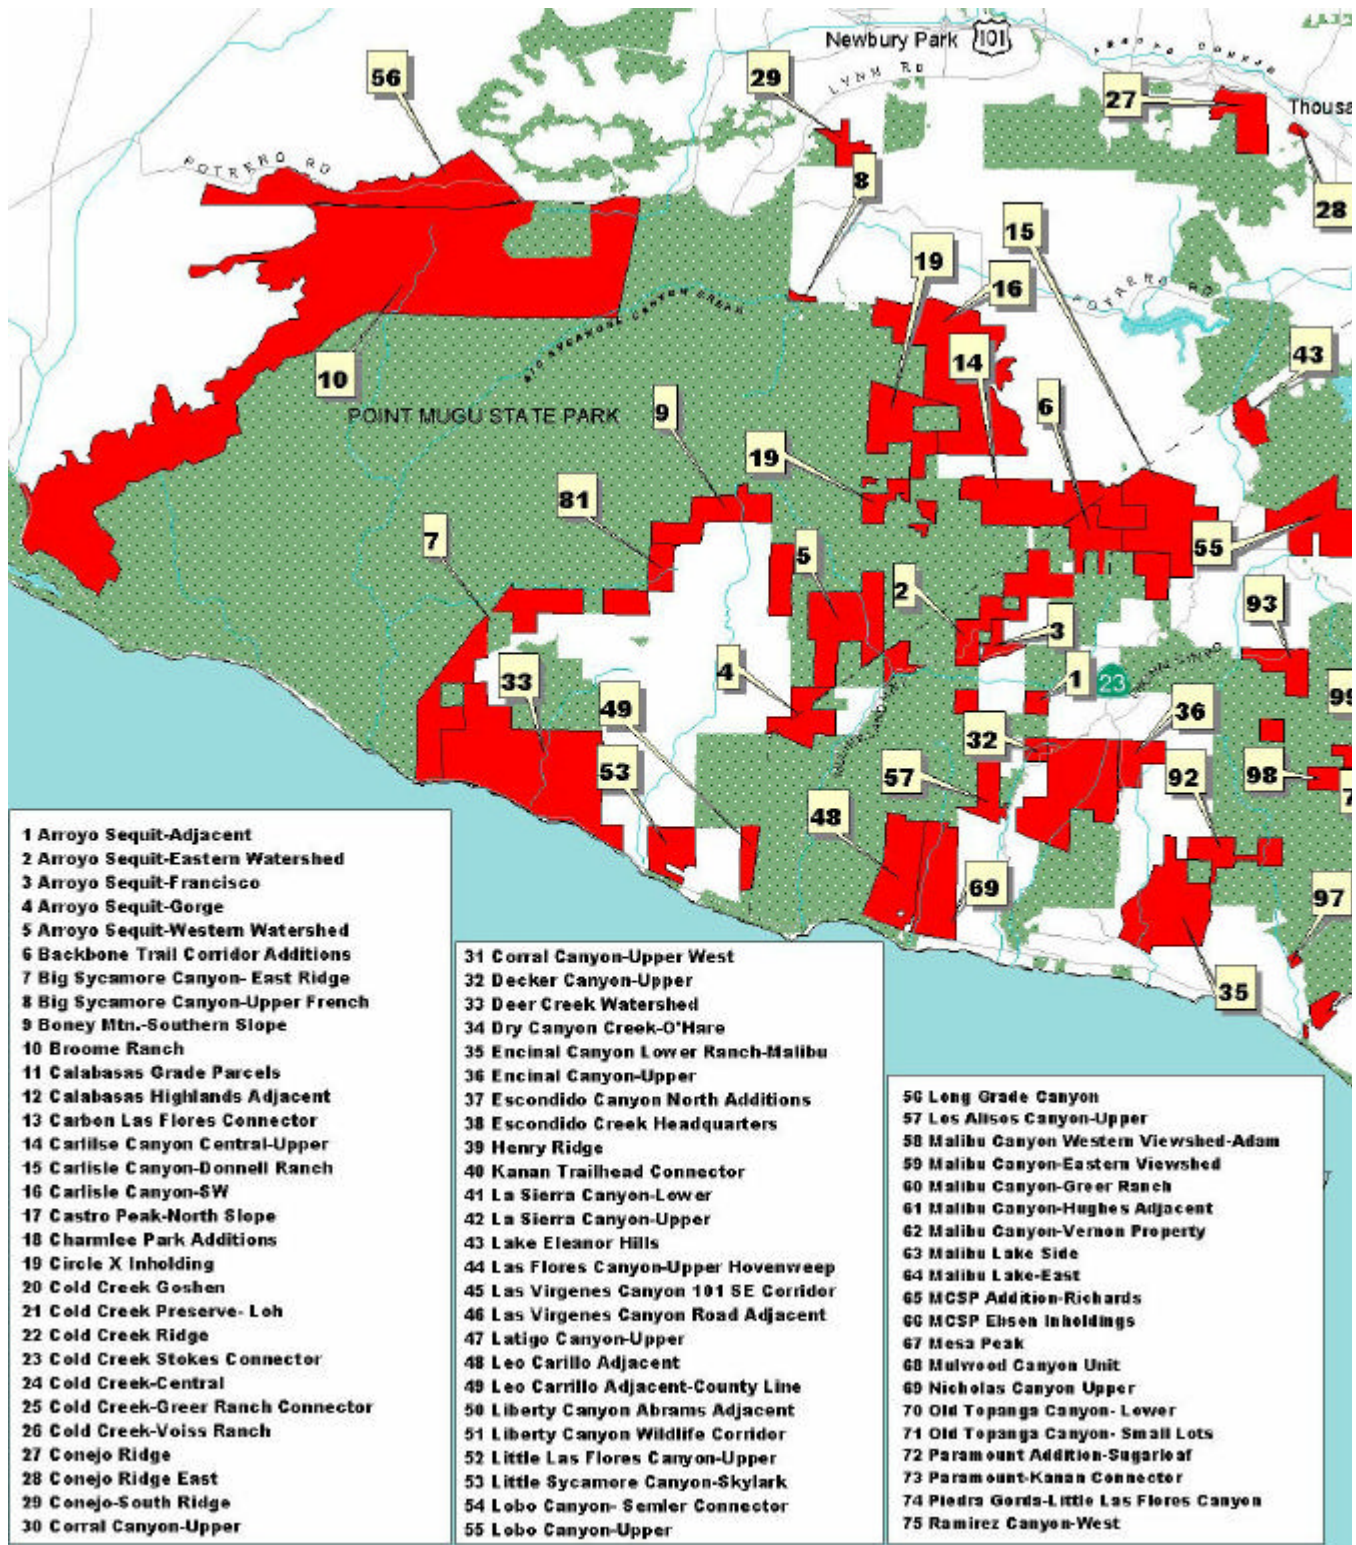 Newbury Park 101
ARROYO CONEJO
56
29
LYNN RD
27
Thousa
POTRERO RD
8
28
15
19
16
POTRERO RD
BIG SYCAMORE CANYON CREEK
43
14
10
9
6
POINT MUGU STATE PARK
19
81
7
5
55
2
93
3
4
33
1
23
99
49
36
MULHOLLAND
32
53
57
98
92
7
48
69
97
35
1 Arroyo Sequit-Adjacent
2 Arroyo Sequit-Eastern Watershed
3 Arroyo Sequit-Francisco
4 Arroyo Sequit-Gorge
5 Arroyo Sequit-Western Watershed
6 Backbone Trail Corridor Additions
7 Big Sycamore Canyon- East Ridge
8 Big Sycamore Canyon-Upper French
9 Boney Mtn.-Southern Slope
10 Broome Ranch
11 Calabasas Grade Parcels
12 Calabasas Highlands Adjacent
13 Carbon Las Flores Connector
14 Carlilse Canyon Central-Upper
15 Carlisle Canyon-Donnell Ranch
16 Carlisle Canyon-SW
17 Castro Peak-North Slope
18 Charmlee Park Additions
19 Circle X Inholding
20 Cold Creek Goshen
21 Cold Creek Preserve- Loh
22 Cold Creek Ridge
23 Cold Creek Stokes Connector
24 Cold Creek-Central
25 Cold Creek-Greer Ranch Connector
26 Cold Creek-Voiss Ranch
27 Conejo Ridge
28 Conejo Ridge East
29 Conejo-South Ridge
30 Corral Canyon-Upper
31 Corral Canyon-Upper West
32 Decker Canyon-Upper
33 Deer Creek Watershed
34 Dry Canyon Creek-O'Hare
35 Encinal Canyon Lower Ranch-Malibu
36 Encinal Canyon-Upper
37 Escondido Canyon North Additions
38 Escondido Creek Headquarters
39 Henry Ridge
40 Kanan Trailhead Connector
41 La Sierra Canyon-Lower
42 La Sierra Canyon-Upper
43 Lake Eleanor Hills
44 Las Flores Canyon-Upper Hovenweep
45 Las Virgenes Canyon 101 SE Corridor
46 Las Virgenes Canyon Road Adjacent
47 Latigo Canyon-Upper
48 Leo Carillo Adjacent
49 Leo Carrillo Adjacent-County Line
50 Liberty Canyon Abrams Adjacent
51 Liberty Canyon Wildlife Corridor
52 Little Las Flores Canyon-Upper
53 Little Sycamore Canyon-Skylark
54 Lobo Canyon- Semler Connector
55 Lobo Canyon-Upper
56 Long Grade Canyon
57 Los Alisos Canyon-Upper
58 Malibu Canyon Western Viewshed-Adam
59 Malibu Canyon-Eastern Viewshed
60 Malibu Canyon-Greer Ranch
61 Malibu Canyon-Hughes Adjacent
62 Malibu Canyon-Vernon Property
63 Malibu Lake Side
64 Malibu Lake-East
65 MCSP Addition-Richards
66 MCSP Ebsen Inholdings
67 Mesa Peak
68 Mulwood Canyon Unit
69 Nicholas Canyon Upper
70 Old Topanga Canyon- Lower
71 Old Topanga Canyon- Small Lots
72 Paramount Addition-Sugarloaf
73 Paramount-Kanan Connector
74 Piedra Gorda-Little Las Flores Canyon
75 Ramirez Canyon-West